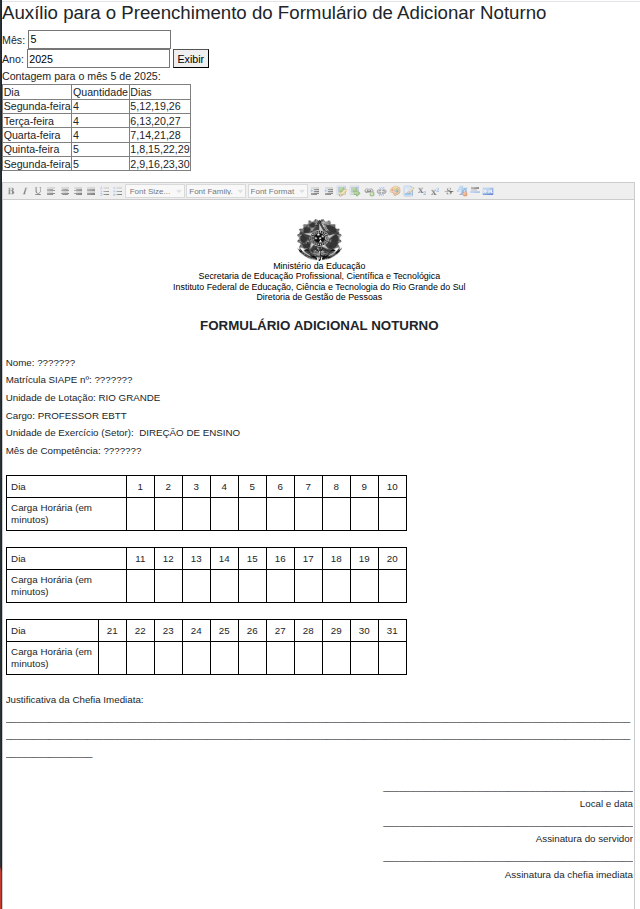 Auxílio para o Preenchimento do Formulário de Adicionar Noturno
Mês: 5
Ano: 2025 Exibir
Contagem para o mês 5 de 2025:
Dia Quantidade Dias
Segunda-feira 4 5,12,19,26
Terça-feira 4 6,13,20,27
Quarta-feira 4 7,14,21,28
Quinta-feira 5 1,8,15,22,29
Segunda-feira 5 2,9,16,23,30
B I U Font Size... Font Family. Font Format
Ministério da Educação
Secretaria de Educação Profissional, Científica e Tecnológica
Instituto Federal de Educação, Ciência e Tecnologia do Rio Grande do Sul
Diretoria de Gestão de Pessoas
FORMULÁRIO ADICIONAL NOTURNO
Nome: ???????
Matrícula SIAPE nº: ???????
Unidade de Lotação: RIO GRANDE
Cargo: PROFESSOR EBTT
Unidade de Exercício (Setor): DIREÇÃO DE ENSINO
Mês de Competência: ???????
Dia 1 2 3 4 5 6 7 8 9 10
Carga Horária (em
minutos)
Dia 11 12 13 14 15 16 17 18 19 20
Carga Horária (em
minutos)
Dia 21 22 23 24 25 26 27 28 29 30 31
Carga Horária (em
minutos)
Justificativa da Chefia Imediata:
Local e data
Assinatura do servidor
Assinatura da chefia imediata